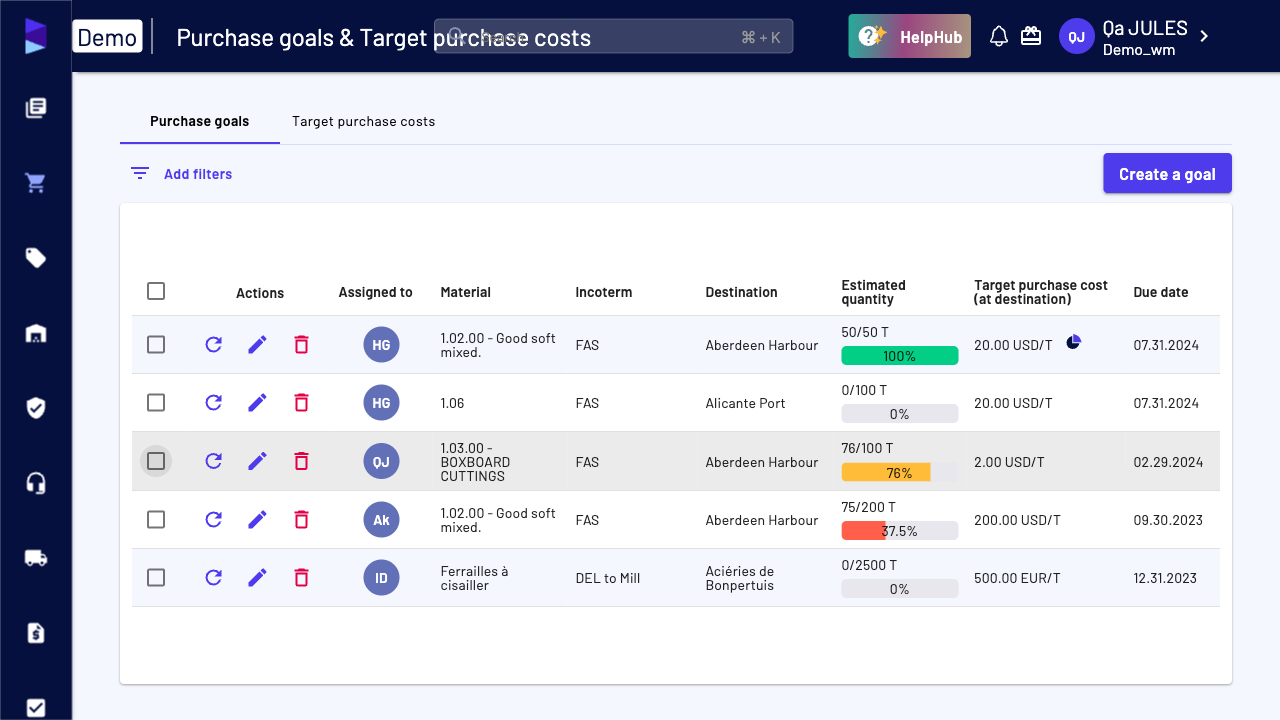 Demo
Purchase goals & Target purchase costs
⌘ + K
HelpHub
QJ
Qa JULES
Demo_wm
Purchase goals
Target purchase costs
Add filters
Create a goal
Actions
Assigned to
Material
Incoterm
Destination
Estimated quantity
Target purchase cost (at destination)
Due date
HG
1.02.00 - Good soft mixed.
FAS
Aberdeen Harbour
50/50 T
100%
20.00 USD/T
07.31.2024
HG
1.06
FAS
Alicante Port
0/100 T
0%
20.00 USD/T
07.31.2024
QJ
1.03.00 - BOXBOARD CUTTINGS
FAS
Aberdeen Harbour
76/100 T
76%
2.00 USD/T
02.29.2024
Ak
1.02.00 - Good soft mixed.
FAS
Aberdeen Harbour
75/200 T
37.5%
200.00 USD/T
09.30.2023
ID
Ferrailles à cisailler
DEL to Mill
Aciéries de Bonpertuis
0/2500 T
0%
500.00 EUR/T
12.31.2023